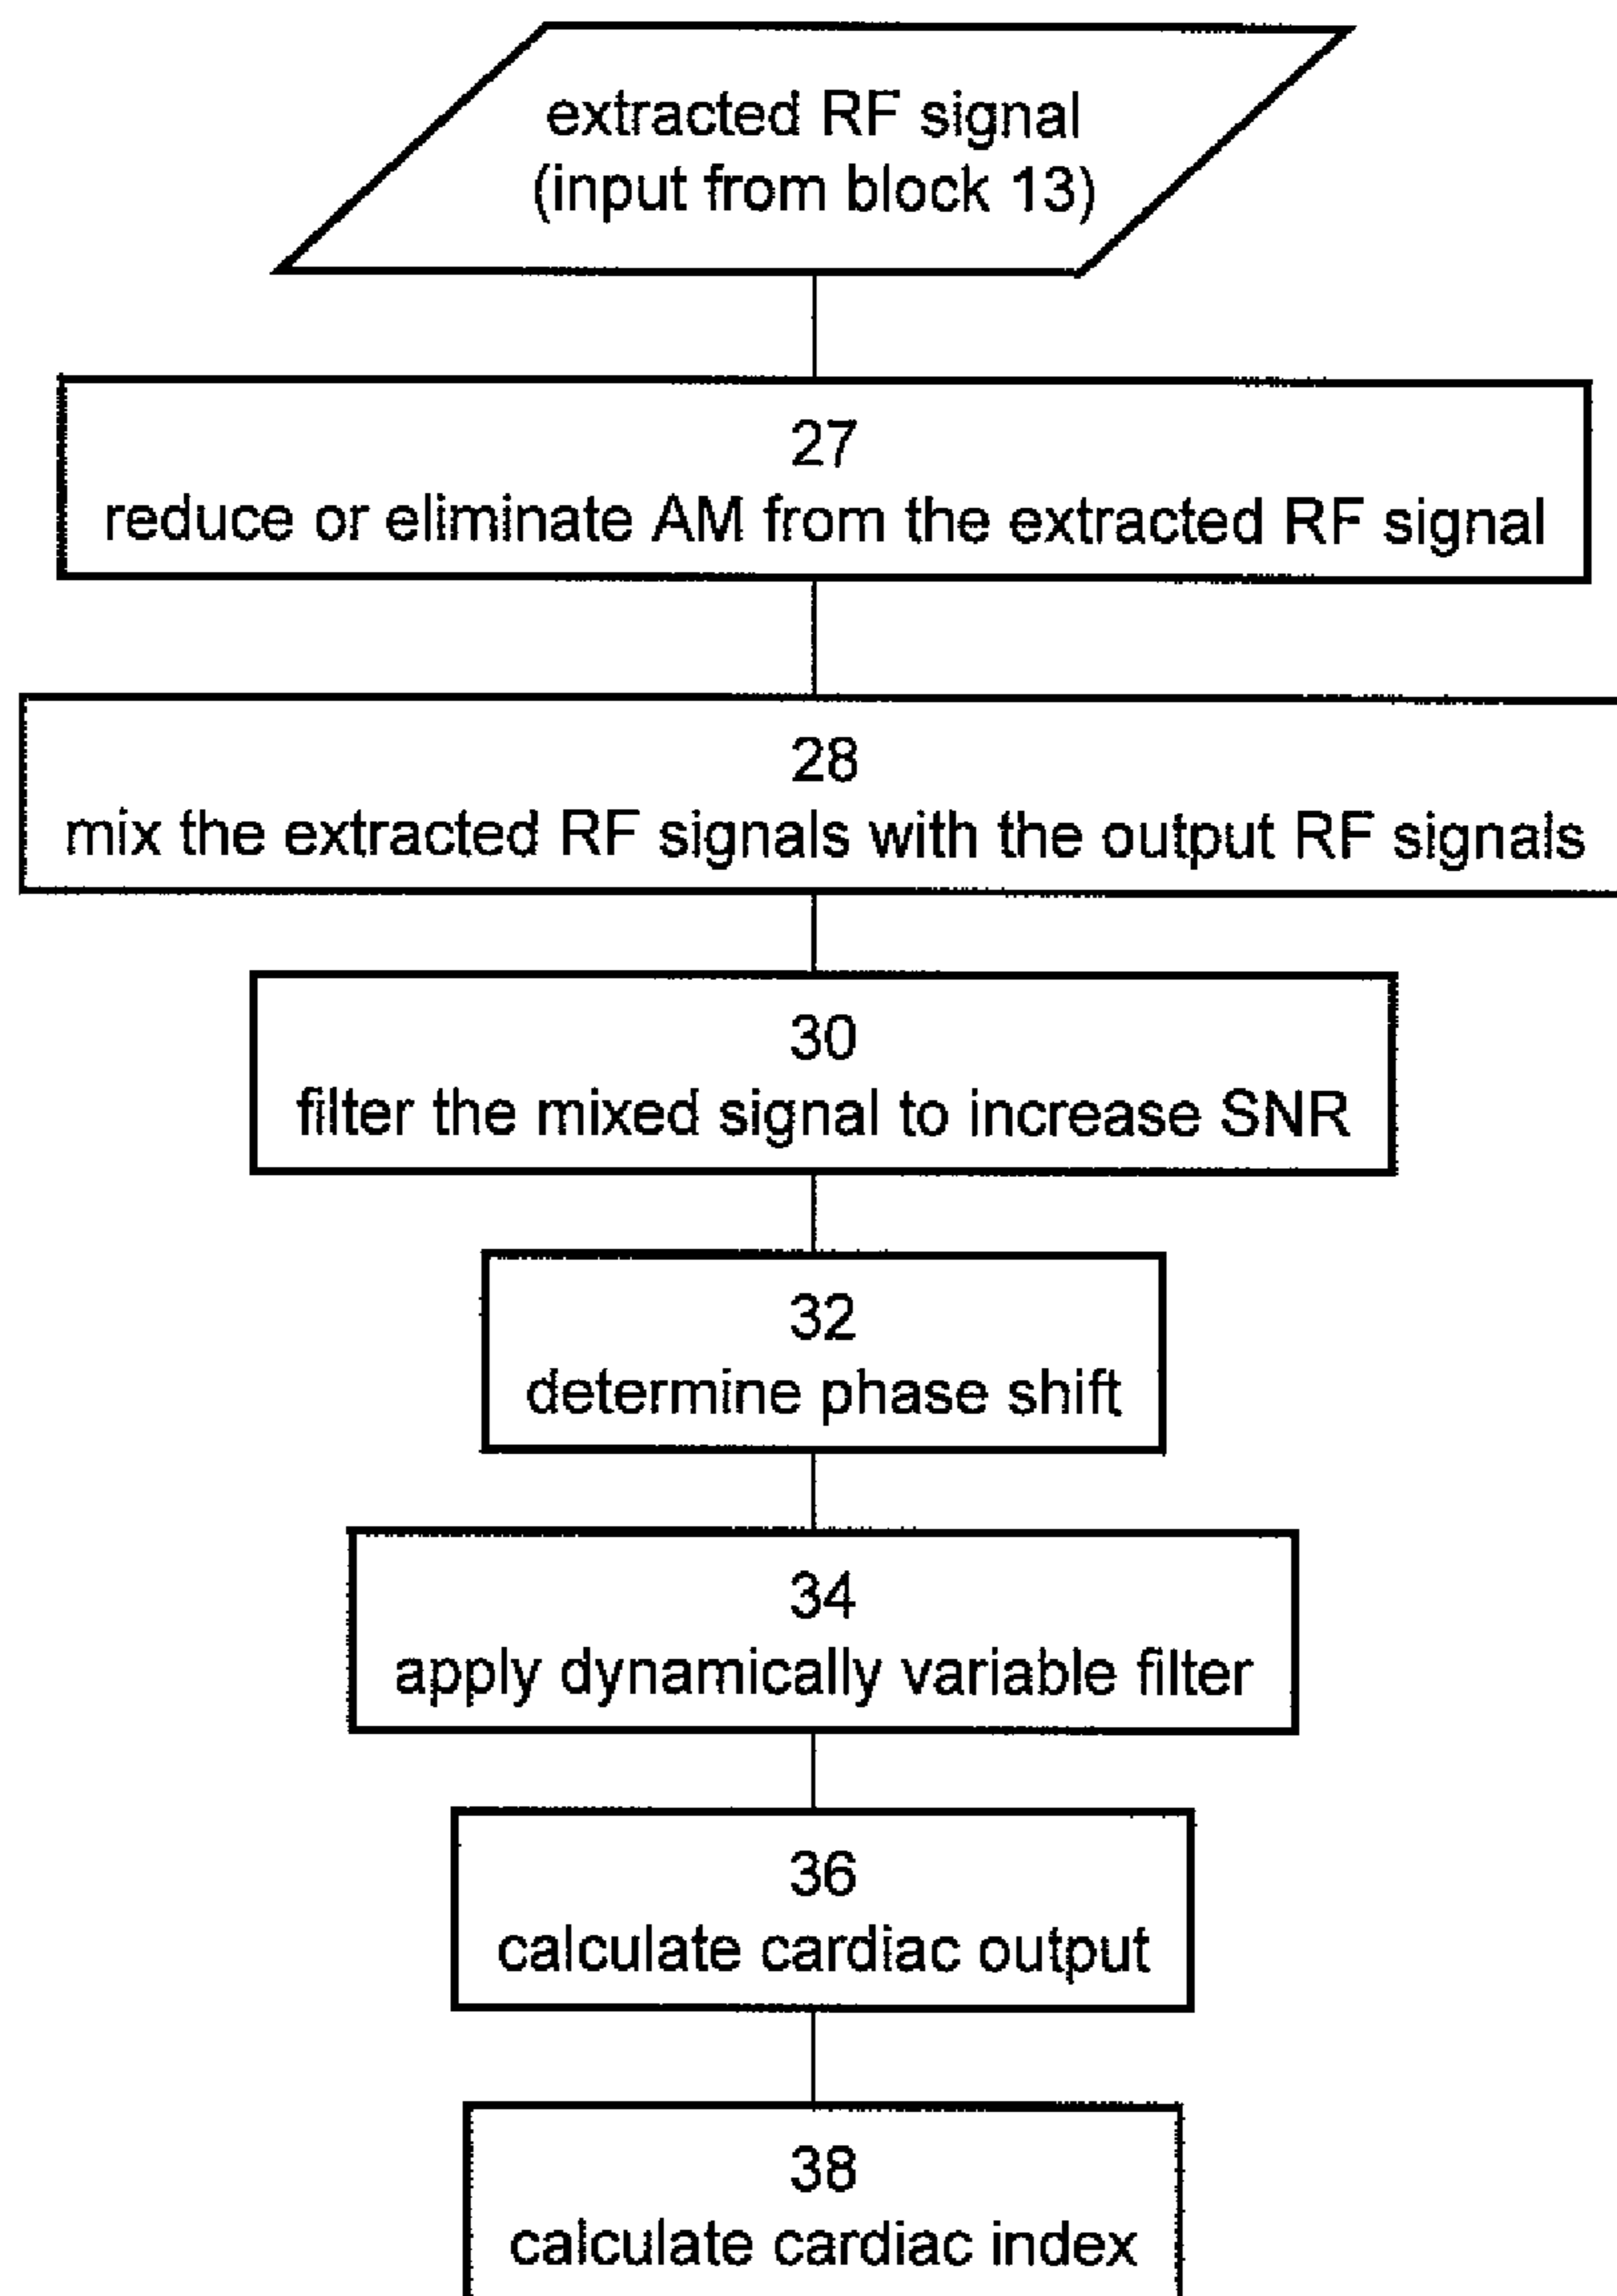 extracted RF signal
(input from block 13)
27
reduce or eliminate AM from the extracted RF signal
28
mix the extracted RF signals with the output RF signals
30
filter the mixed signal to increase SNR
32
determine phase shift
34
apply dynamically variable filter
36
calculate cardiac output
38
calculate cardiac index